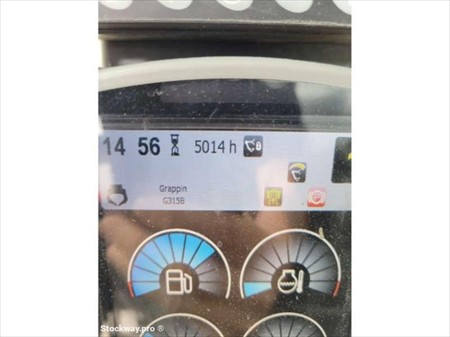 14 56 5014 h
Grappin
G315B
Stockway.pro ®